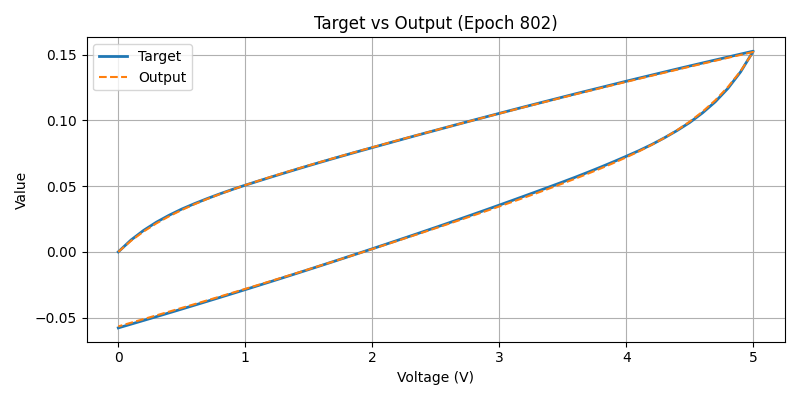 Target vs Output (Epoch 802)
Target
Output
Value
0.15
0.10
0.05
0.00
−0.05
0 1 2 3 4 5
Voltage (V)